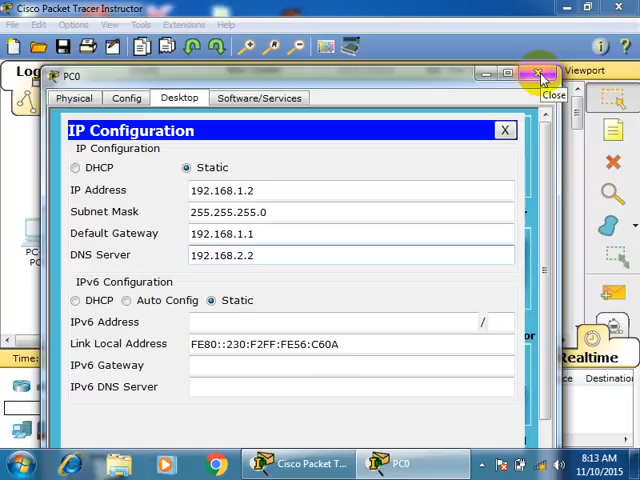 Cisco Packet Tracer Instructor
File Edit Options View Tools Extensions Help
Viewport
PC0
Close
Physical Config Desktop Software/Services
IP Configuration X
IP Configuration
DHCP Static
IP Address 192.168.1.2
Subnet Mask 255.255.255.0
Default Gateway 192.168.1.1
DNS Server 192.168.2.2
IPv6 Configuration
DHCP Auto Config Static
IPv6 Address /
Link Local Address FE80::230:F2FF:FE56:C60A
IPv6 Gateway
IPv6 DNS Server
Time: Realtime
Cisco Packet Tracer I... PC0
8:13 AM
11/10/2015